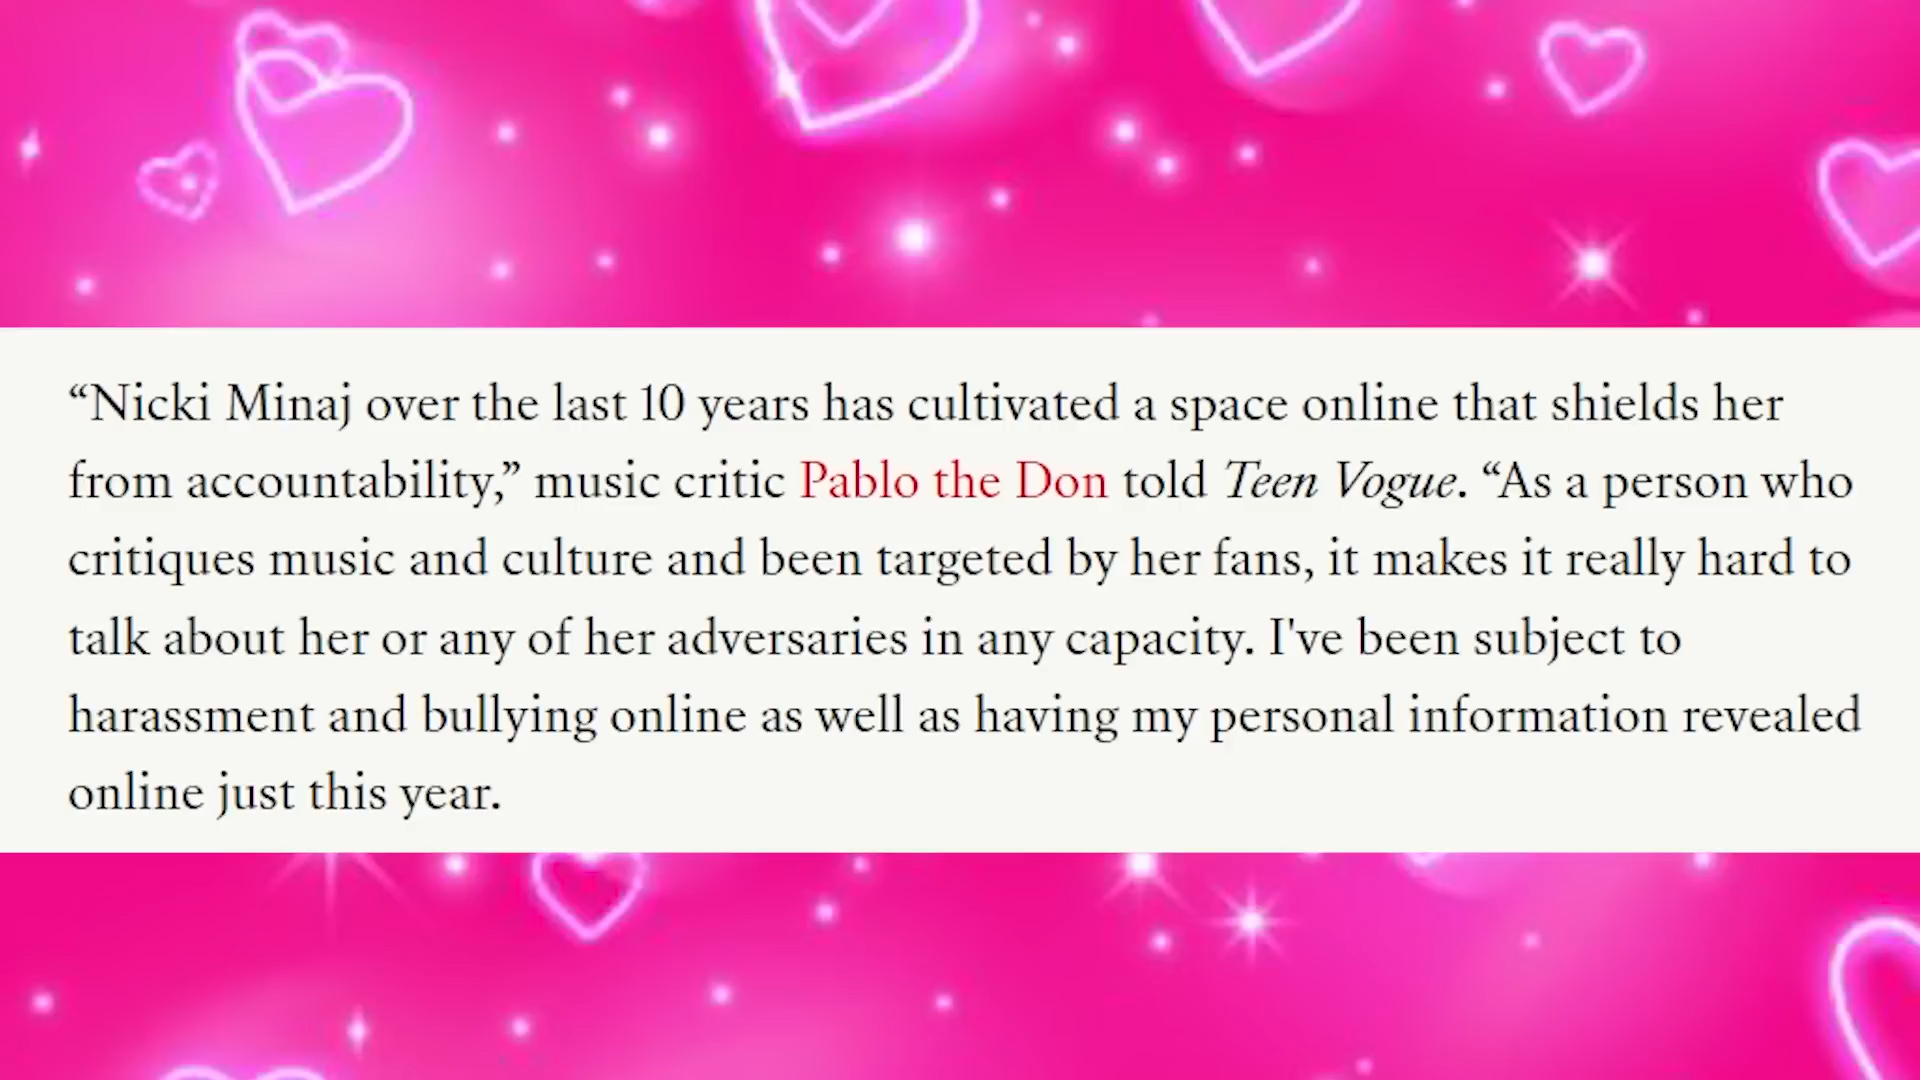 “Nicki Minaj over the last 10 years has cultivated a space online that shields her
from accountability,” music critic Pablo the Don told Teen Vogue. “As a person who
critiques music and culture and been targeted by her fans, it makes it really hard to
talk about her or any of her adversaries in any capacity. I've been subject to
harassment and bullying online as well as having my personal information revealed
online just this year.